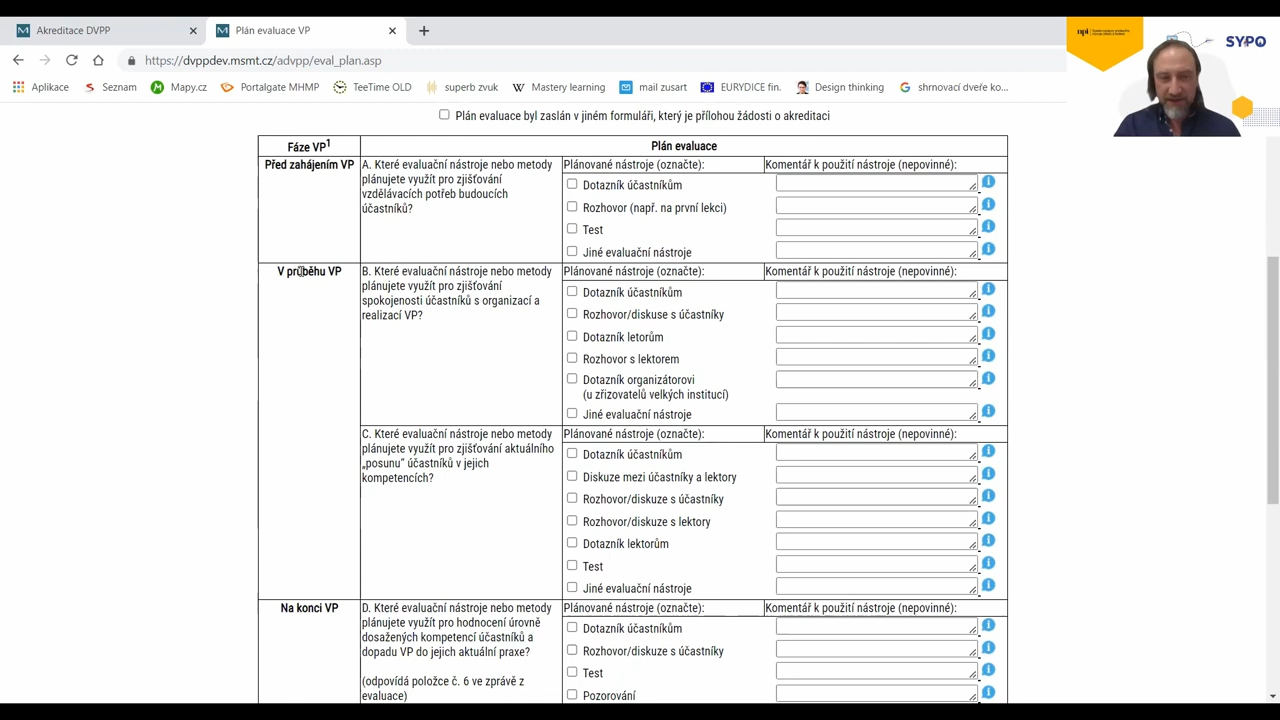 Akreditace DVPP
Plán evaluace VP
https://dvppdev.msmt.cz/advpp/eval_plan.asp
Aplikace
Seznam
Mapy.cz
Portalgate MHMP
TeeTime OLD
superb zvuk
Mastery learning
mail zusart
EURYDICE fin.
Design thinking
shrnovací dveře ko...
npi
SYPO
Plán evaluace byl zaslán v jiném formuláři, který je přílohou žádosti o akreditaci
Fáze VP1
Plán evaluace
Před zahájením VP
A. Které evaluační nástroje nebo metody
plánujete využít pro zjišťování
vzdělávacích potřeb budoucích
účastníků?
Plánované nástroje (označte):
Komentář k použití nástroje (nepovinné):
Dotazník účastníkům
Rozhovor (např. na první lekci)
Test
Jiné evaluační nástroje
V průběhu VP
B. Které evaluační nástroje nebo metody
plánujete využít pro zjišťování
spokojenosti účastníků s organizací a
realizací VP?
Plánované nástroje (označte):
Komentář k použití nástroje (nepovinné):
Dotazník účastníkům
Rozhovor/diskuse s účastníky
Dotazník letorům
Rozhovor s lektorem
Dotazník organizátorovi
(u zřizovatelů velkých institucí)
Jiné evaluační nástroje
C. Které evaluační nástroje nebo metody
plánujete využít pro zjišťování aktuálního
„posunu“ účastníků v jejich
kompetencích?
Plánované nástroje (označte):
Komentář k použití nástroje (nepovinné):
Dotazník účastníkům
Diskuze mezi účastníky a lektory
Rozhovor/diskuze s účastníky
Rozhovor/diskuze s lektory
Dotazník lektorům
Test
Jiné evaluační nástroje
Na konci VP
D. Které evaluační nástroje nebo metody
plánujete využít pro hodnocení úrovně
dosažených kompetencí účastníků a
dopadu VP do jejich aktuální praxe?
(odpovídá položce č. 6 ve zprávě z
evaluace)
Plánované nástroje (označte):
Komentář k použití nástroje (nepovinné):
Dotazník účastníkům
Rozhovor/diskuze s účastníky
Test
Pozorování